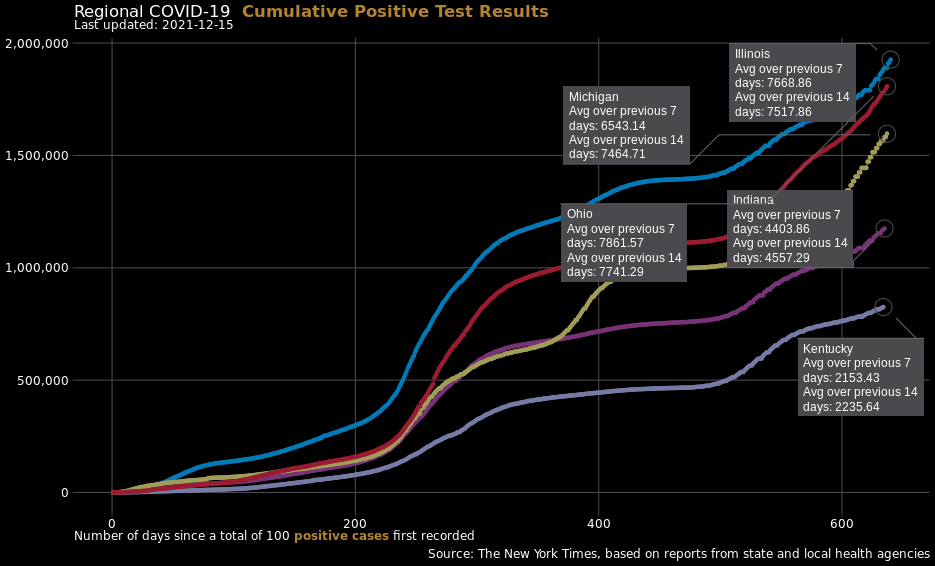 Regional COVID-19 Cumulative Positive Test Results
Last updated: 2021-12-15
2,000,000
1,500,000
1,000,000
500,000
0
Illinois
Avg over previous 7
days: 7668.86
Avg over previous 14
days: 7517.86
Michigan
Avg over previous 7
days: 6543.14
Avg over previous 14
days: 7464.71
Indiana
Avg over previous 7
days: 4403.86
Avg over previous 14
days: 4557.29
Ohio
Avg over previous 7
days: 7861.57
Avg over previous 14
days: 7741.29
Kentucky
Avg over previous 7
days: 2153.43
Avg over previous 14
days: 2235.64
0 200 400 600
Number of days since a total of 100 positive cases first recorded
Source: The New York Times, based on reports from state and local health agencies